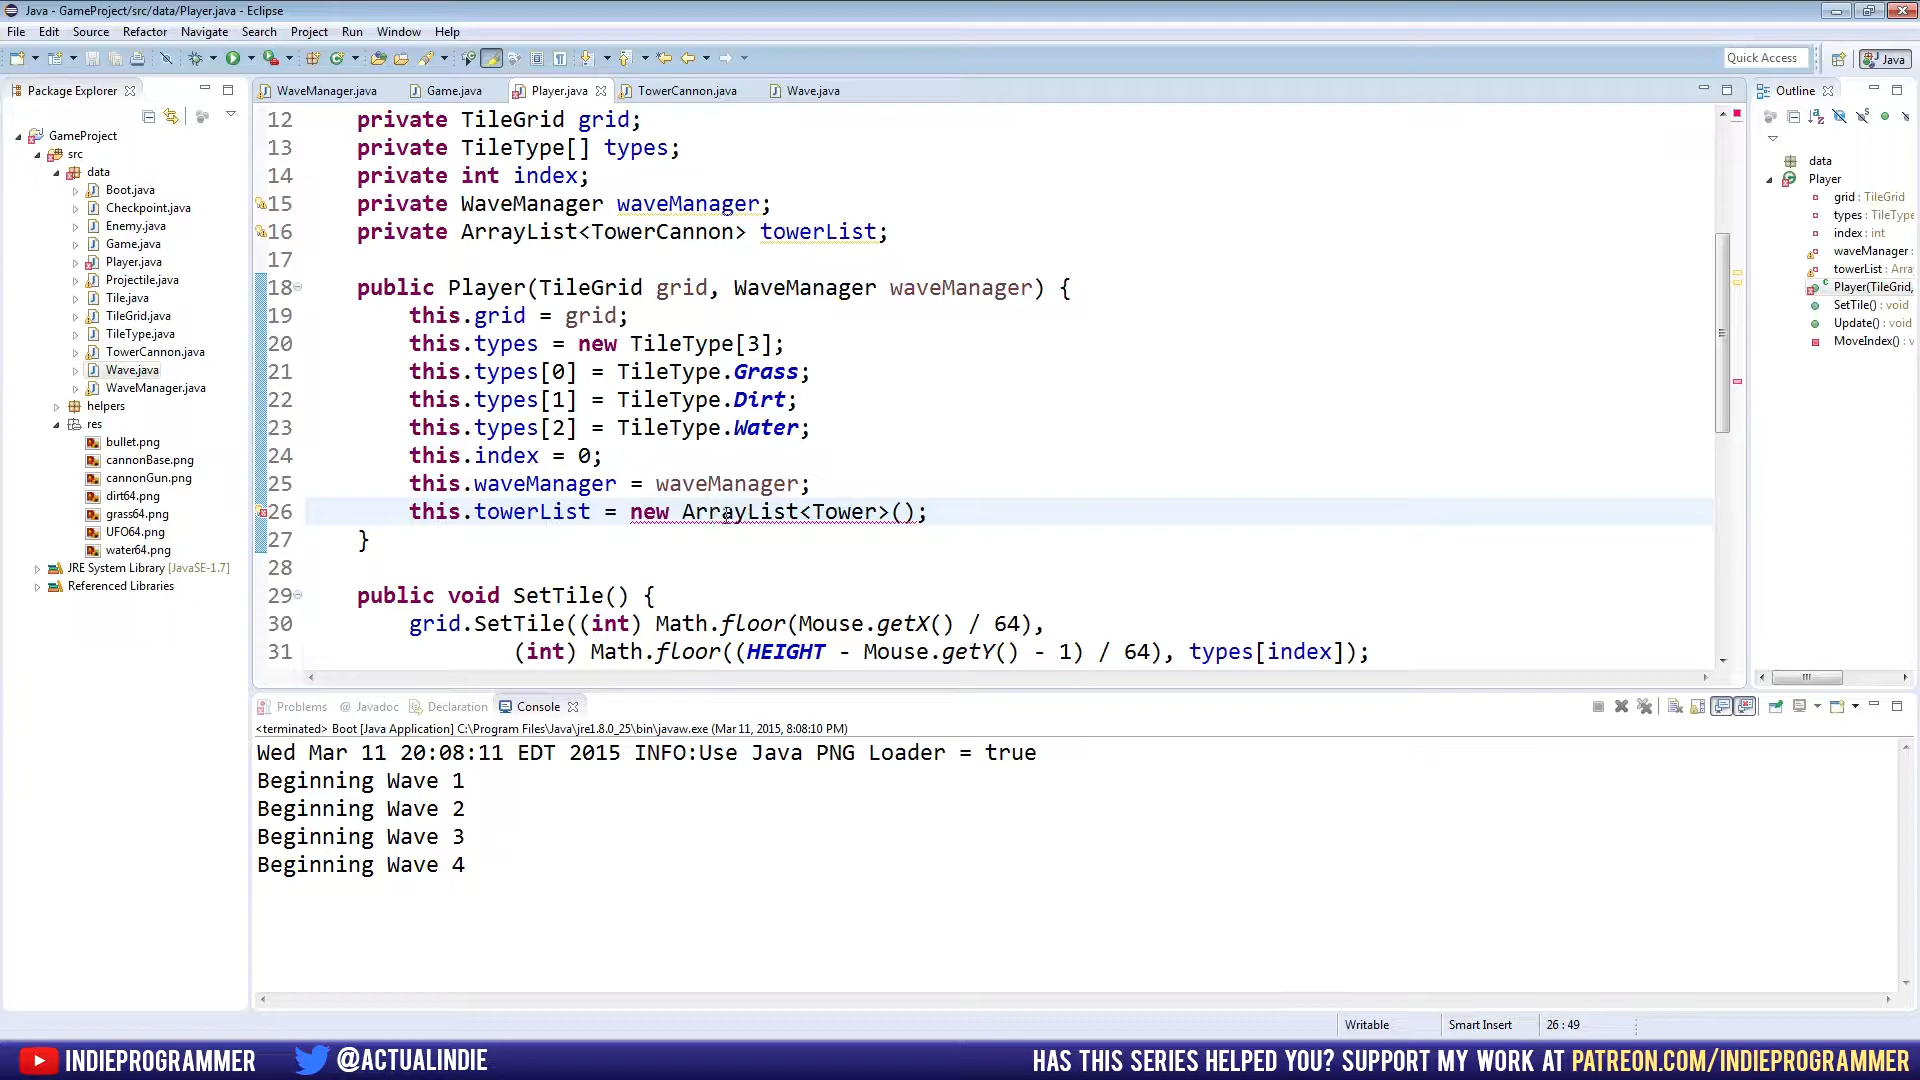 Java - GameProject/src/data/Player.java - Eclipse
File Edit Source Refactor Navigate Search Project Run Window Help
Quick Access
Java
Package Explorer
GameProject
src
data
Boot.java
Checkpoint.java
Enemy.java
Game.java
Player.java
Projectile.java
Tile.java
TileGrid.java
TileType.java
TowerCannon.java
Wave.java
WaveManager.java
helpers
res
bullet.png
cannonBase.png
cannonGun.png
dirt64.png
grass64.png
UFO64.png
water64.png
JRE System Library [JavaSE-1.7]
Referenced Libraries
WaveManager.java Game.java Player.java TowerCannon.java Wave.java
12 private TileGrid grid;
13 private TileType[] types;
14 private int index;
15 private WaveManager waveManager;
16 private ArrayList<TowerCannon> towerList;
17
18 public Player(TileGrid grid, WaveManager waveManager) {
19 this.grid = grid;
20 this.types = new TileType[3];
21 this.types[0] = TileType.Grass;
22 this.types[1] = TileType.Dirt;
23 this.types[2] = TileType.Water;
24 this.index = 0;
25 this.waveManager = waveManager;
26 this.towerList = new ArrayList<Tower>();
27 }
28
29 public void SetTile() {
30 grid.SetTile((int) Math.floor(Mouse.getX() / 64),
31 (int) Math.floor((HEIGHT - Mouse.getY() - 1) / 64), types[index]);
Outline
data
Player
grid : TileGrid
types : TileType
index : int
waveManager :
towerList : Arra
Player(TileGrid,
SetTile() : void
Update() : void
MoveIndex() : v
Problems @ Javadoc Declaration Console
<terminated> Boot [Java Application] C:\Program Files\Java\jre1.8.0_25\bin\javaw.exe (Mar 11, 2015, 8:08:10 PM)
Wed Mar 11 20:08:11 EDT 2015 INFO:Use Java PNG Loader = true
Beginning Wave 1
Beginning Wave 2
Beginning Wave 3
Beginning Wave 4
Writable Smart Insert 26 : 49
INDIEPROGRAMMER @ACTUALINDIE HAS THIS SERIES HELPED YOU? SUPPORT MY WORK AT PATREON.COM/INDIEPROGRAMMER